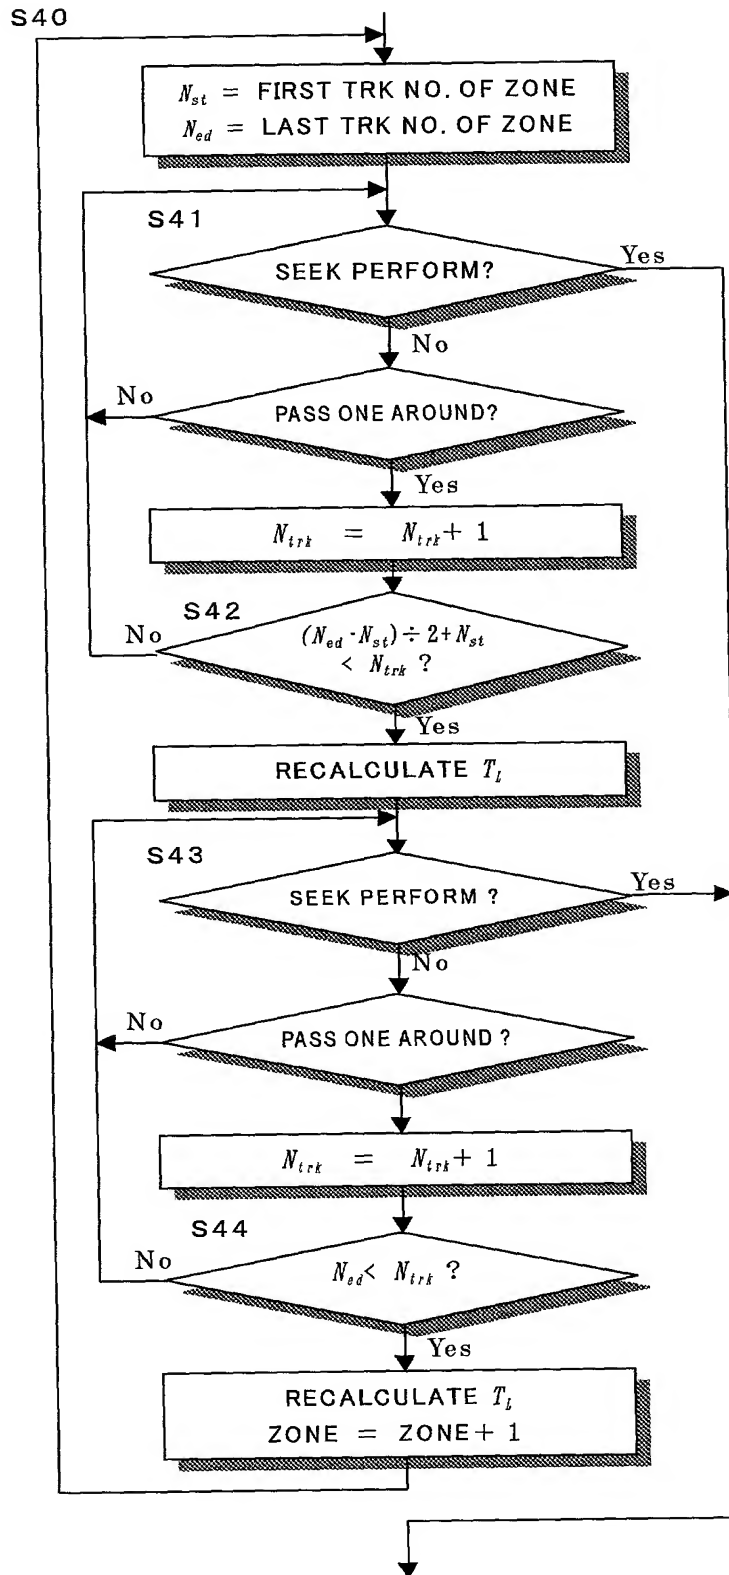 S40
N_st = FIRST TRK NO. OF ZONE
N_ed = LAST TRK NO. OF ZONE
S41
SEEK PERFORM?
Yes
No
No
PASS ONE AROUND?
Yes
N_trk = N_trk + 1
S42
No
(N_ed - N_st) ÷ 2 + N_st
< N_trk ?
Yes
RECALCULATE T_L
S43
SEEK PERFORM ?
Yes
No
No
PASS ONE AROUND ?
N_trk = N_trk + 1
S44
No
N_ed < N_trk ?
Yes
RECALCULATE T_L
ZONE = ZONE + 1